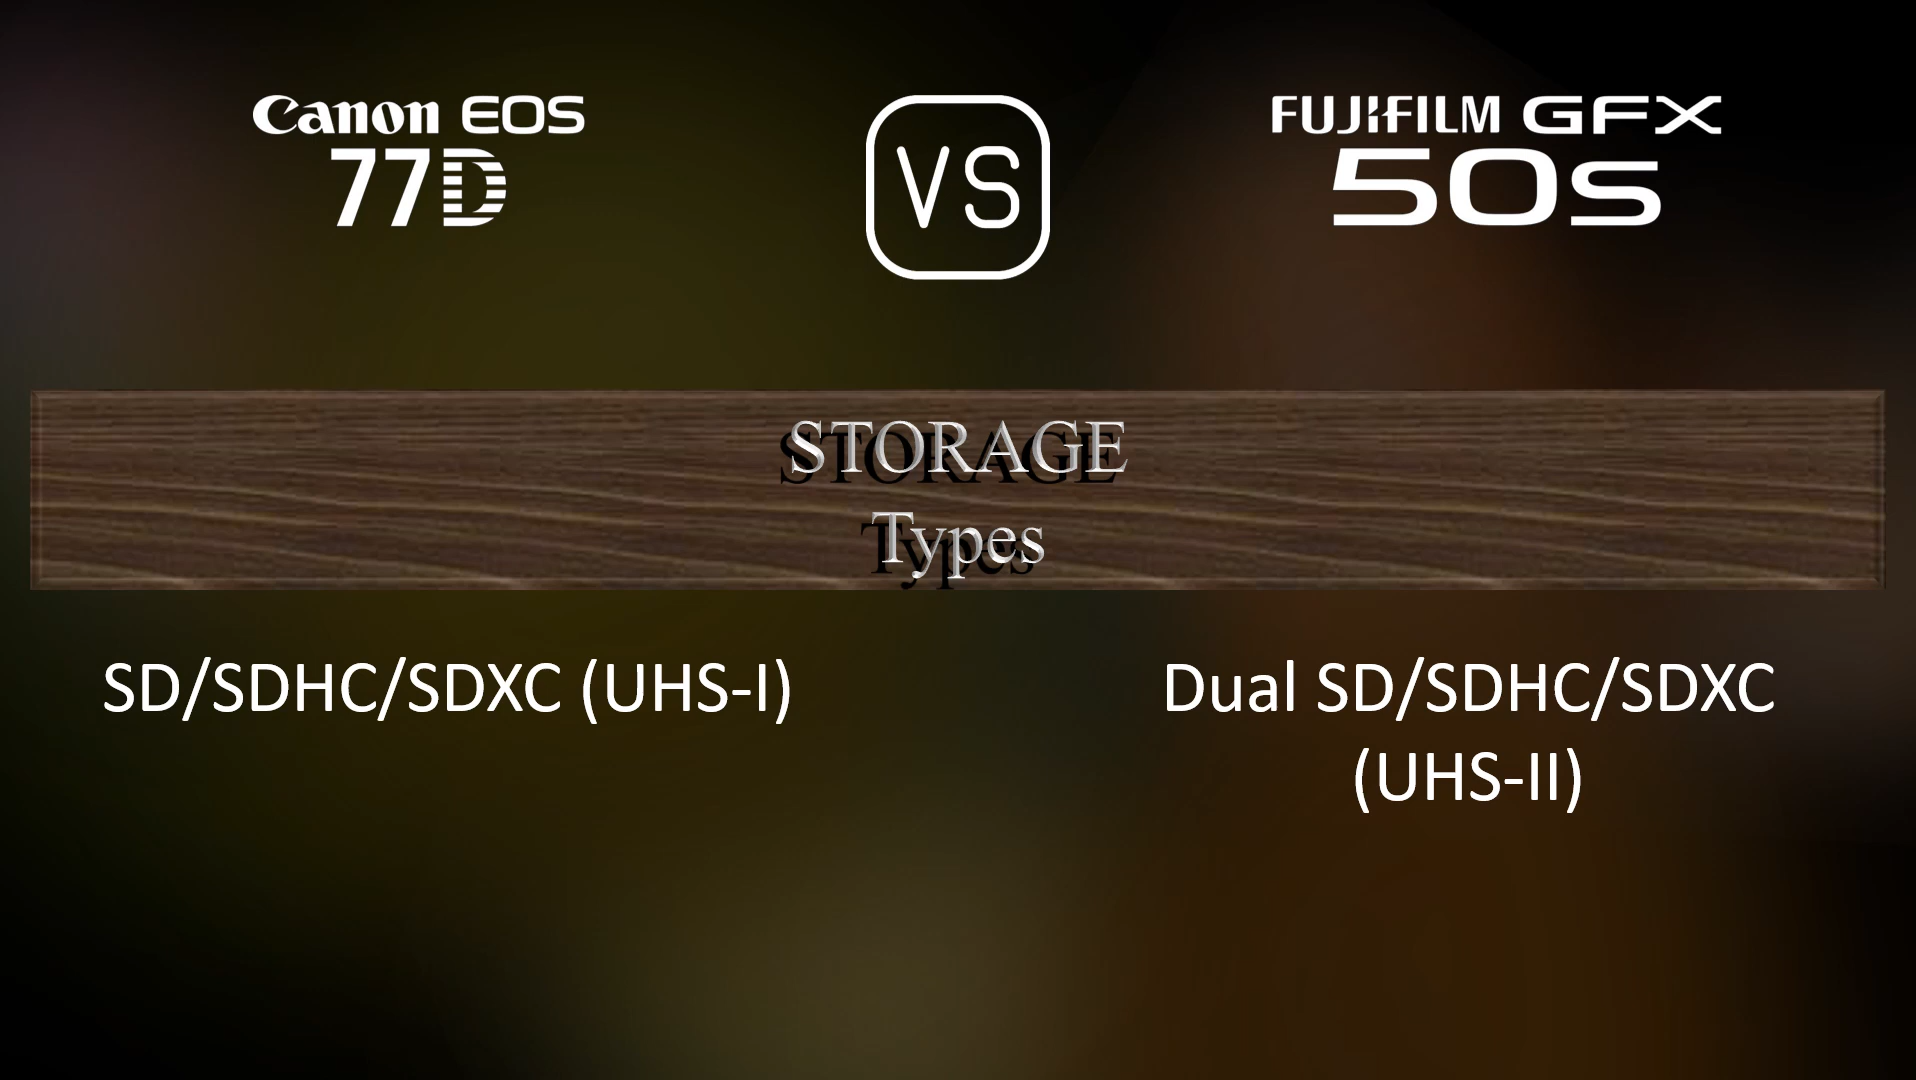 Canon EOS
77D
VS
FUJIFILM GFX
50s
STORAGE
Types
SD/SDHC/SDXC (UHS-I)
Dual SD/SDHC/SDXC
(UHS-II)